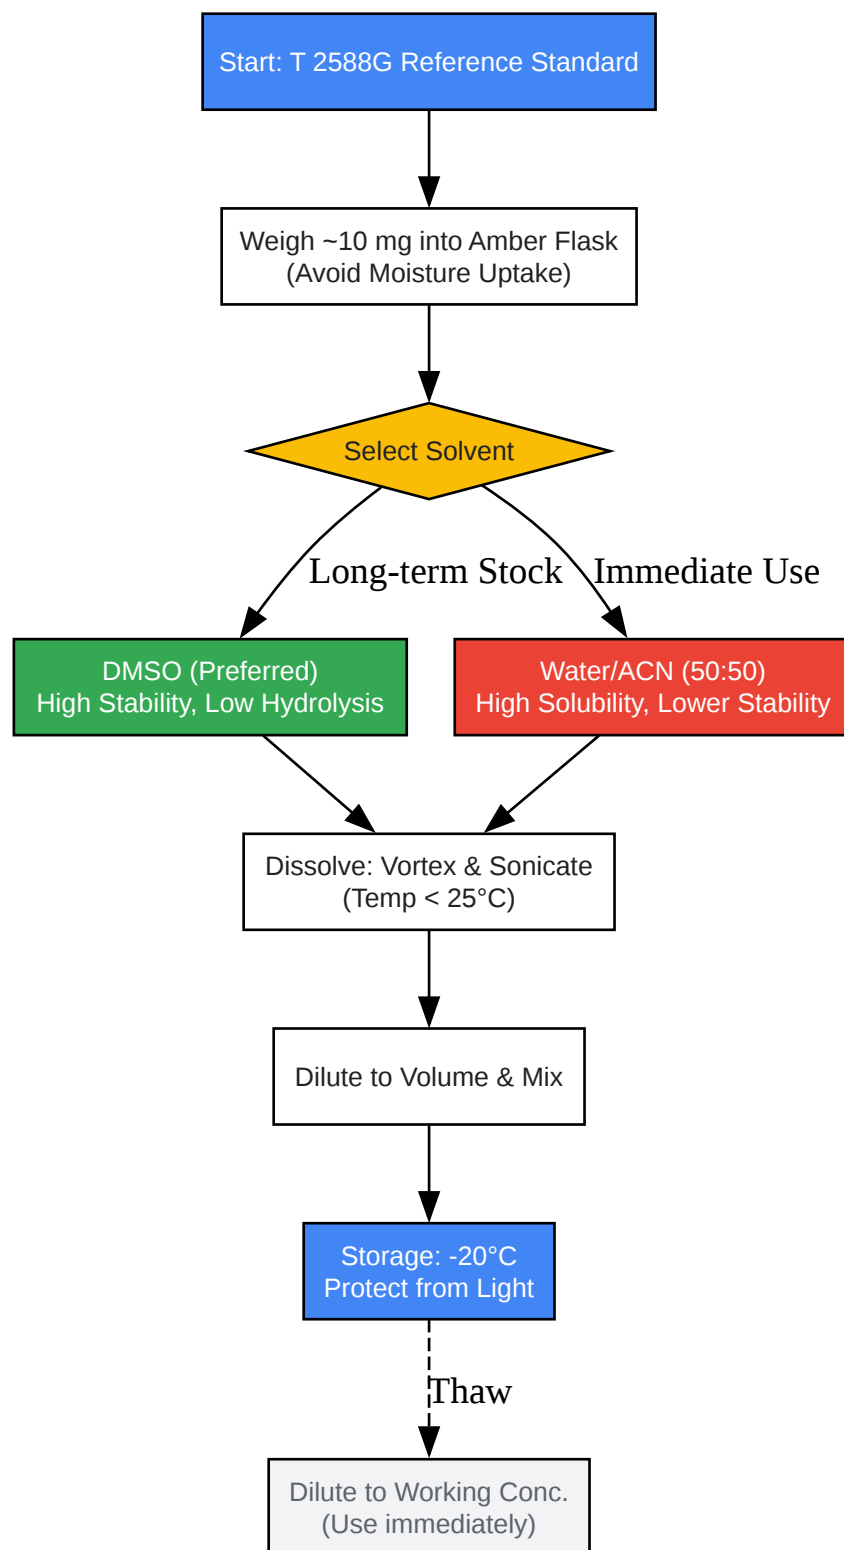 Start: T 2588G Reference Standard
Weigh ~10 mg into Amber Flask
(Avoid Moisture Uptake)
Select Solvent
Long-term Stock
Immediate Use
DMSO (Preferred)
High Stability, Low Hydrolysis
Water/ACN (50:50)
High Solubility, Lower Stability
Dissolve: Vortex & Sonicate
(Temp < 25°C)
Dilute to Volume & Mix
Storage: -20°C
Protect from Light
Thaw
Dilute to Working Conc.
(Use immediately)